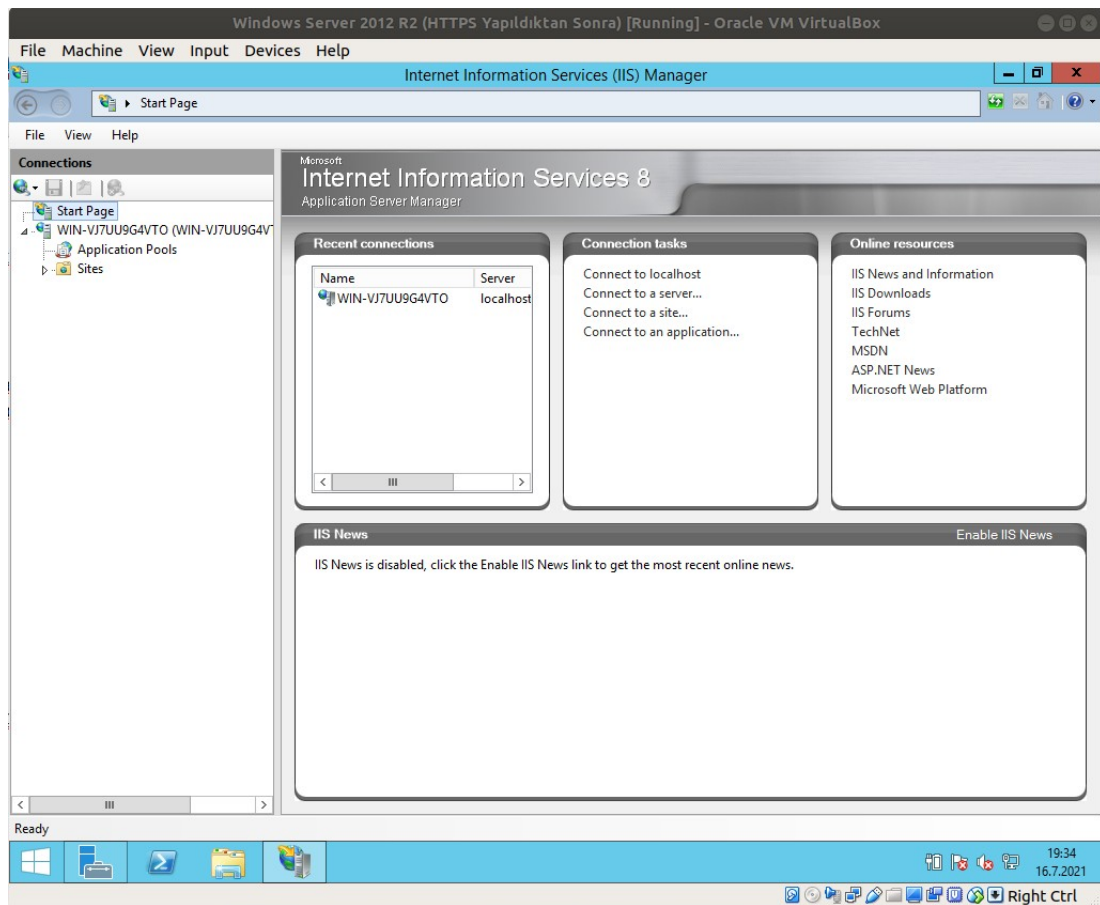 Windows Server 2012 R2 (HTTPS Yapıldıktan Sonra) [Running] - Oracle VM VirtualBox
File Machine View Input Devices Help
Internet Information Services (IIS) Manager
Start Page
File View Help
Connections
Start Page
WIN-VJ7UU9G4VTO (WIN-VJ7UU9G4VT
Application Pools
Sites
Microsoft
Internet Information Services 8
Application Server Manager
Recent connections
Name Server
WIN-VJ7UU9G4VTO localhost
Connection tasks
Connect to localhost
Connect to a server...
Connect to a site...
Connect to an application...
Online resources
IIS News and Information
IIS Downloads
IIS Forums
TechNet
MSDN
ASP.NET News
Microsoft Web Platform
IIS News Enable IIS News
IIS News is disabled, click the Enable IIS News link to get the most recent online news.
Ready
19:34
16.7.2021
Right Ctrl